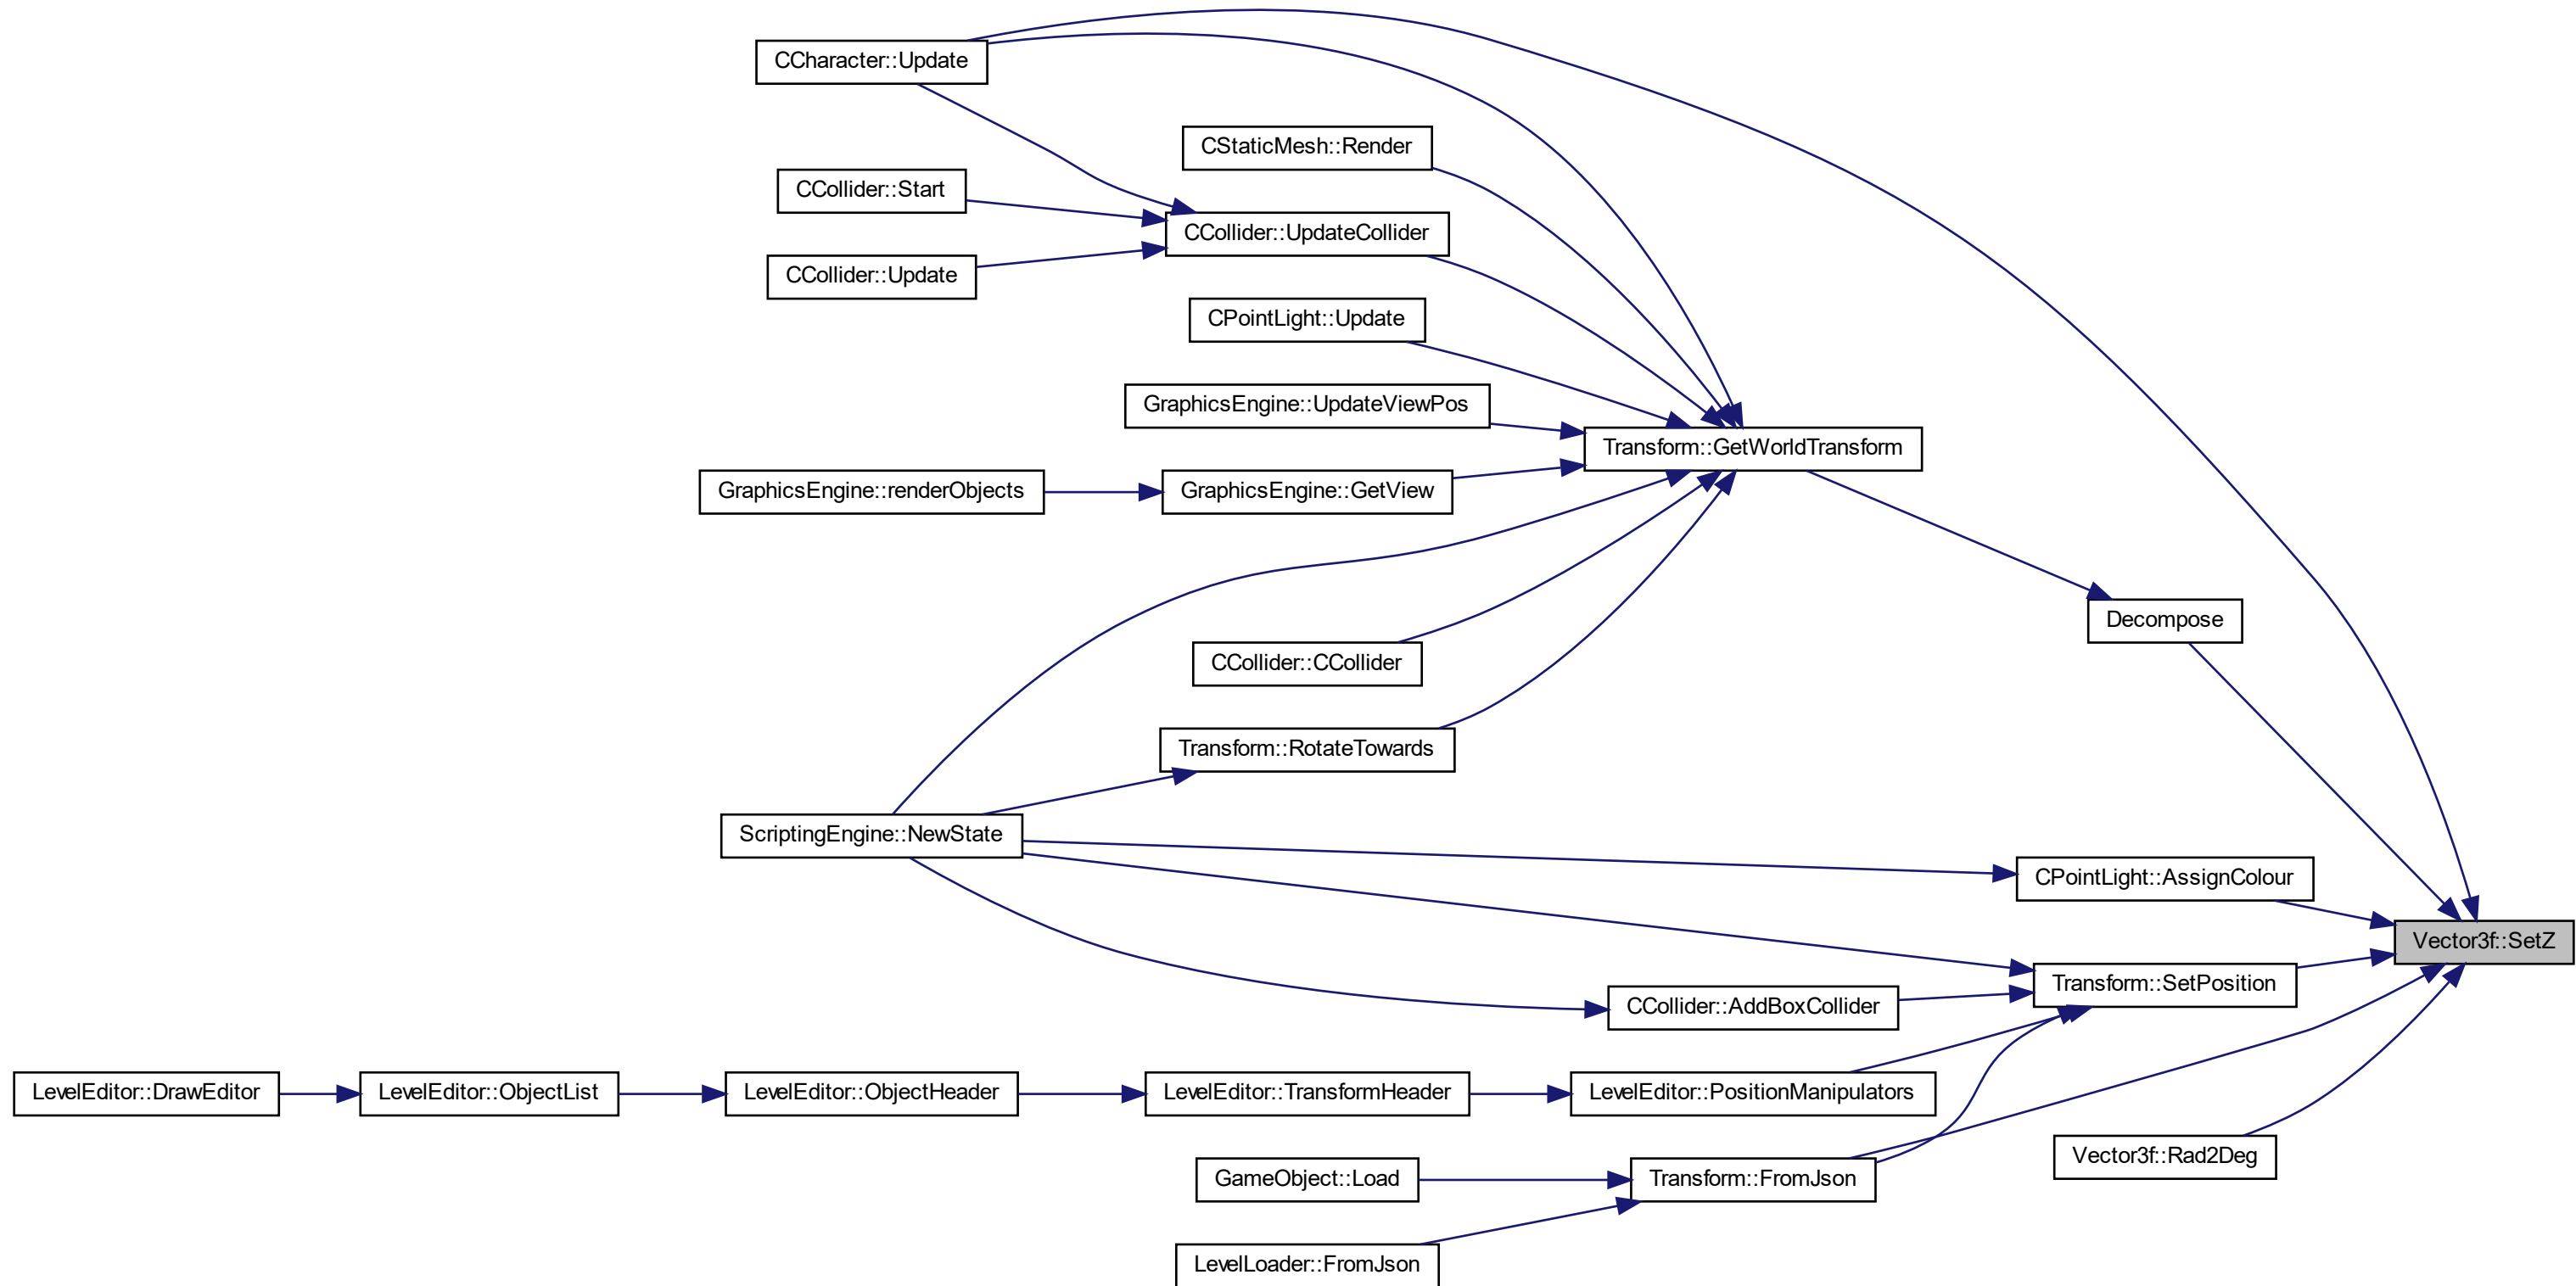 CCharacter::Update
CStaticMesh::Render
CCollider::Start
CCollider::UpdateCollider
CCollider::Update
CPointLight::Update
GraphicsEngine::UpdateViewPos
Transform::GetWorldTransform
GraphicsEngine::renderObjects
GraphicsEngine::GetView
Decompose
CCollider::CCollider
Transform::RotateTowards
ScriptingEngine::NewState
CPointLight::AssignColour
Vector3f::SetZ
Transform::SetPosition
CCollider::AddBoxCollider
LevelEditor::DrawEditor
LevelEditor::ObjectList
LevelEditor::ObjectHeader
LevelEditor::TransformHeader
LevelEditor::PositionManipulators
Vector3f::Rad2Deg
GameObject::Load
Transform::FromJson
LevelLoader::FromJson